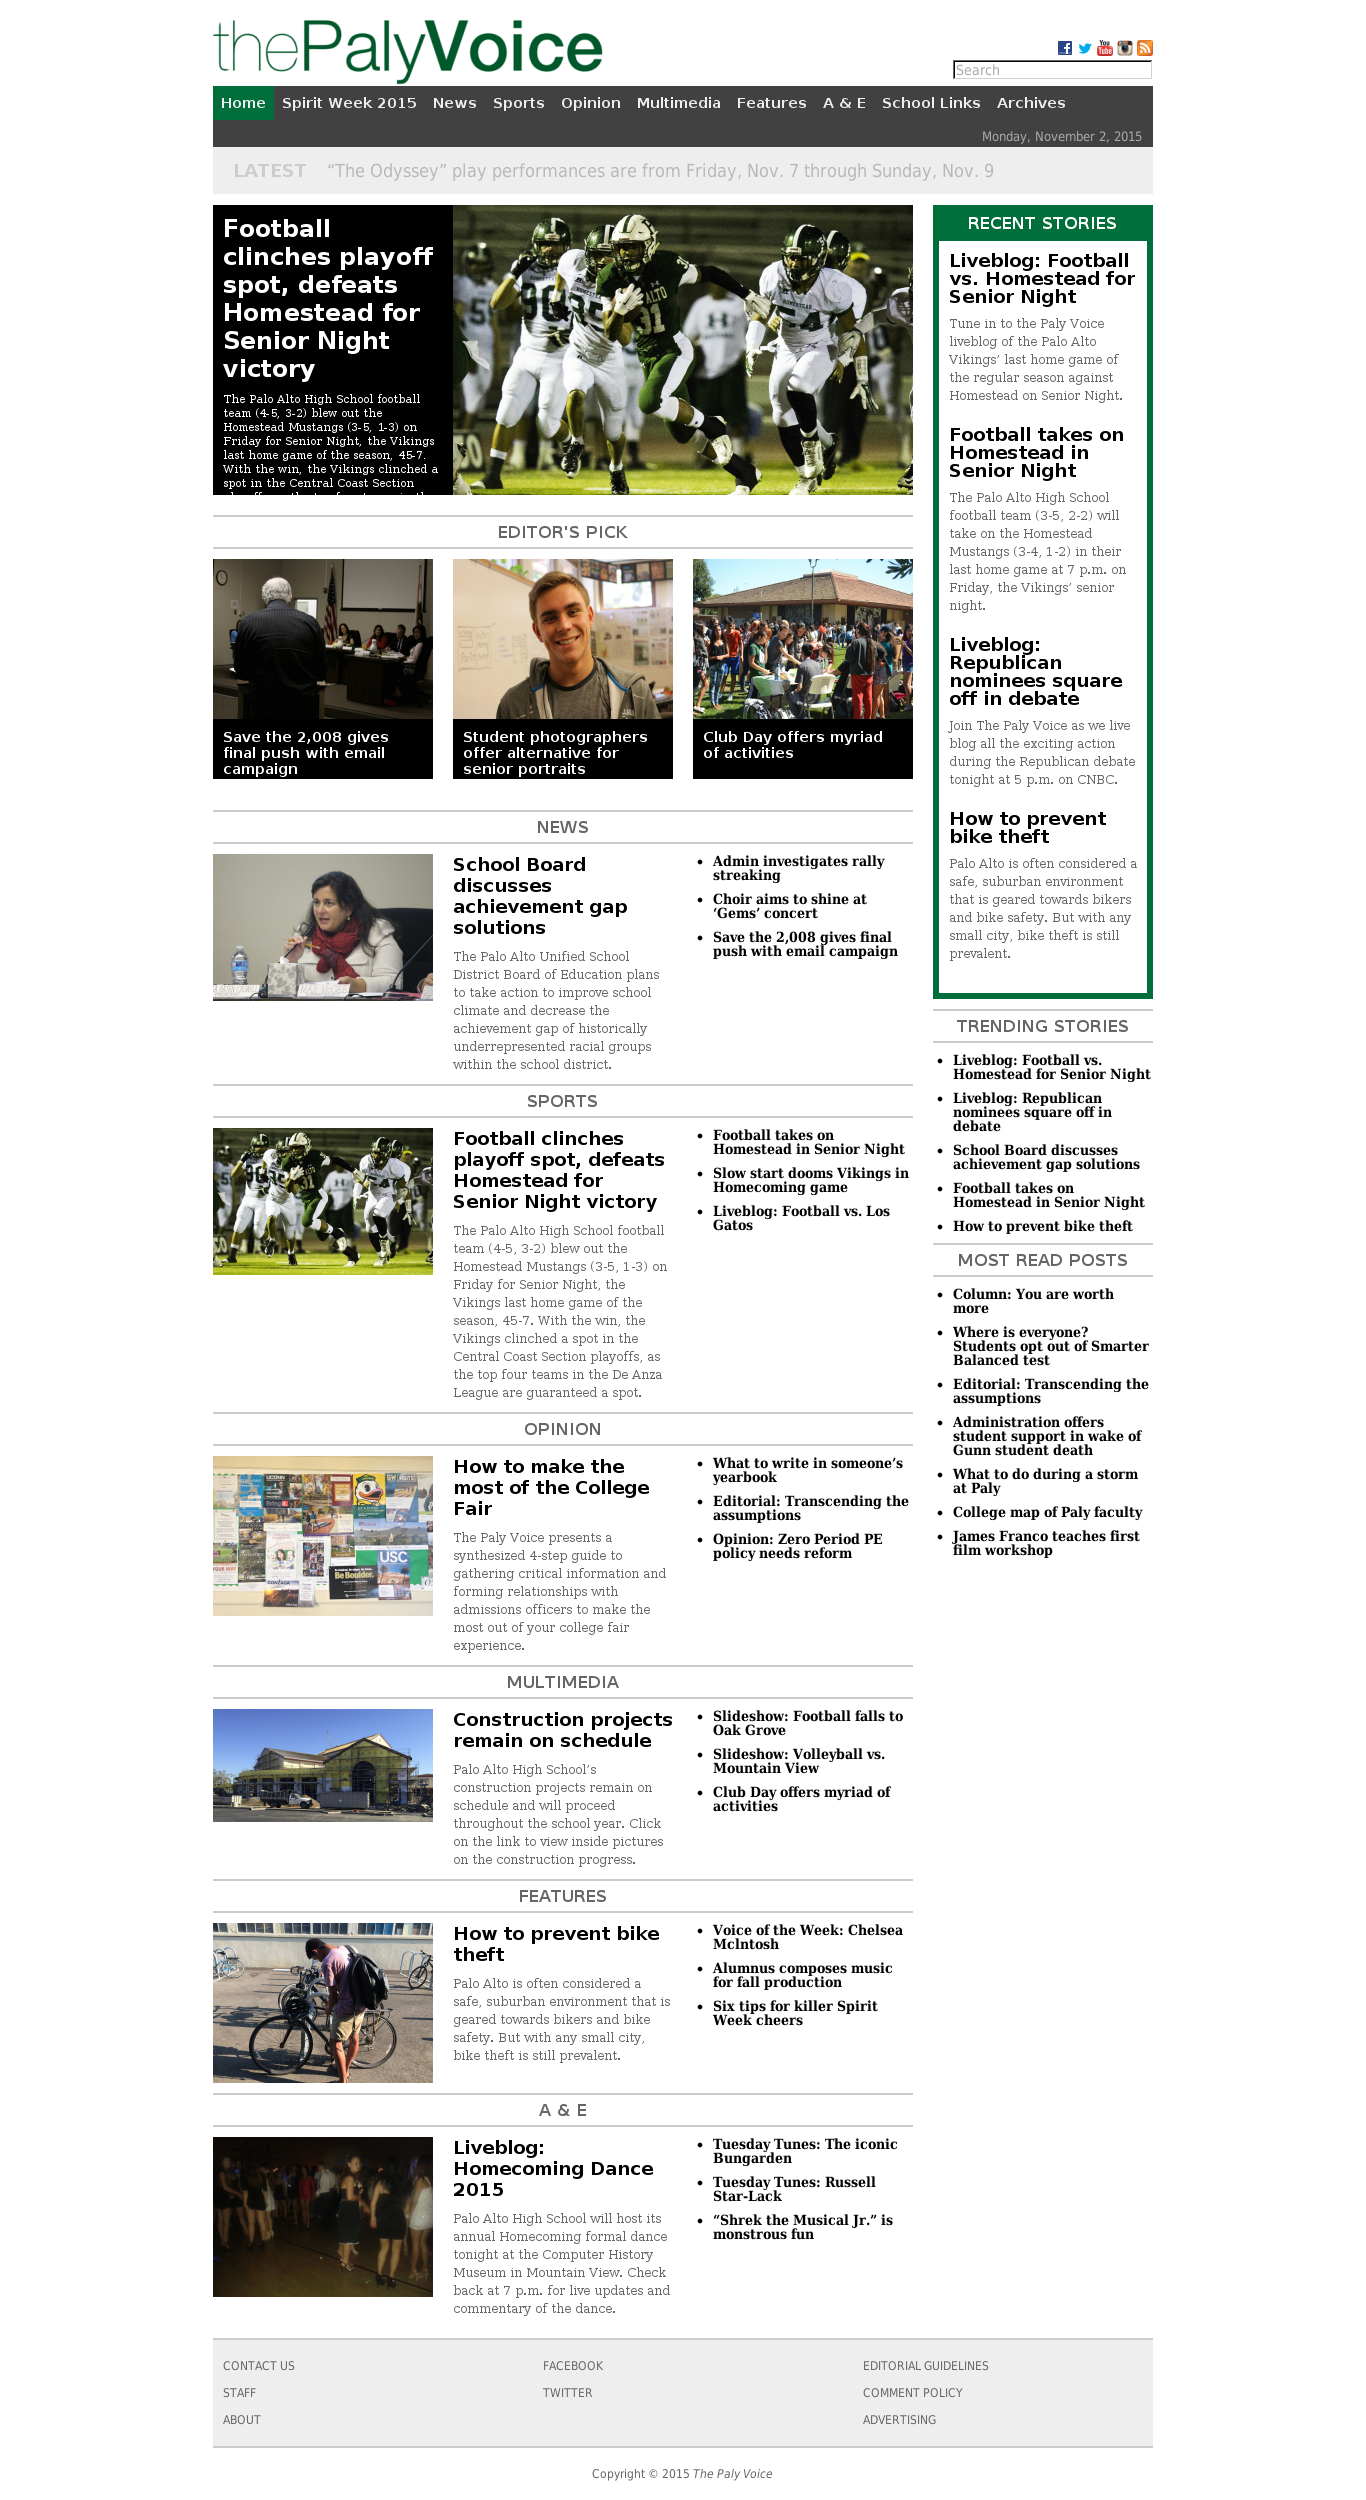 thePalyVoice
Search
Home Spirit Week 2015 News Sports Opinion Multimedia Features A & E School Links Archives
Monday, November 2, 2015
LATEST “The Odyssey” play performances are from Friday, Nov. 7 through Sunday, Nov. 9
Football
clinches playoff
spot, defeats
Homestead for
Senior Night
victory
The Palo Alto High School football
team (4-5, 3-2) blew out the
Homestead Mustangs (3-5, 1-3) on
Friday for Senior Night, the Vikings
last home game of the season, 45-7.
With the win, the Vikings clinched a
spot in the Central Coast Section
EDITOR'S PICK
Save the 2,008 gives
final push with email
campaign
Student photographers
offer alternative for
senior portraits
Club Day offers myriad
of activities
NEWS
School Board
discusses
achievement gap
solutions
The Palo Alto Unified School
District Board of Education plans
to take action to improve school
climate and decrease the
achievement gap of historically
underrepresented racial groups
within the school district.
Admin investigates rally
streaking
Choir aims to shine at
‘Gems’ concert
Save the 2,008 gives final
push with email campaign
SPORTS
Football clinches
playoff spot, defeats
Homestead for
Senior Night victory
The Palo Alto High School football
team (4-5, 3-2) blew out the
Homestead Mustangs (3-5, 1-3) on
Friday for Senior Night, the
Vikings last home game of the
season, 45-7. With the win, the
Vikings clinched a spot in the
Central Coast Section playoffs, as
the top four teams in the De Anza
League are guaranteed a spot.
Football takes on
Homestead in Senior Night
Slow start dooms Vikings in
Homecoming game
Liveblog: Football vs. Los
Gatos
OPINION
How to make the
most of the College
Fair
The Paly Voice presents a
synthesized 4-step guide to
gathering critical information and
forming relationships with
admissions officers to make the
most out of your college fair
experience.
What to write in someone’s
yearbook
Editorial: Transcending the
assumptions
Opinion: Zero Period PE
policy needs reform
MULTIMEDIA
Construction projects
remain on schedule
Palo Alto High School’s
construction projects remain on
schedule and will proceed
throughout the school year. Click
on the link to view inside pictures
on the construction progress.
Slideshow: Football falls to
Oak Grove
Slideshow: Volleyball vs.
Mountain View
Club Day offers myriad of
activities
FEATURES
How to prevent bike
theft
Palo Alto is often considered a
safe, suburban environment that is
geared towards bikers and bike
safety. But with any small city,
bike theft is still prevalent.
Voice of the Week: Chelsea
Mclntosh
Alumnus composes music
for fall production
Six tips for killer Spirit
Week cheers
A & E
Liveblog:
Homecoming Dance
2015
Palo Alto High School will host its
annual Homecoming formal dance
tonight at the Computer History
Museum in Mountain View. Check
back at 7 p.m. for live updates and
commentary of the dance.
Tuesday Tunes: The iconic
Bungarden
Tuesday Tunes: Russell
Star-Lack
“Shrek the Musical Jr.” is
monstrous fun
RECENT STORIES
Liveblog: Football
vs. Homestead for
Senior Night
Tune in to the Paly Voice
liveblog of the Palo Alto
Vikings’ last home game of
the regular season against
Homestead on Senior Night.
Football takes on
Homestead in
Senior Night
The Palo Alto High School
football team (3-5, 2-2) will
take on the Homestead
Mustangs (3-4, 1-2) in their
last home game at 7 p.m. on
Friday, the Vikings’ senior
night.
Liveblog:
Republican
nominees square
off in debate
Join The Paly Voice as we live
blog all the exciting action
during the Republican debate
tonight at 5 p.m. on CNBC.
How to prevent
bike theft
Palo Alto is often considered a
safe, suburban environment
that is geared towards bikers
and bike safety. But with any
small city, bike theft is still
prevalent.
TRENDING STORIES
Liveblog: Football vs.
Homestead for Senior Night
Liveblog: Republican
nominees square off in
debate
School Board discusses
achievement gap solutions
Football takes on
Homestead in Senior Night
How to prevent bike theft
MOST READ POSTS
Column: You are worth
more
Where is everyone?
Students opt out of Smarter
Balanced test
Editorial: Transcending the
assumptions
Administration offers
student support in wake of
Gunn student death
What to do during a storm
at Paly
College map of Paly faculty
James Franco teaches first
film workshop
CONTACT US
STAFF
ABOUT
FACEBOOK
TWITTER
EDITORIAL GUIDELINES
COMMENT POLICY
ADVERTISING
Copyright © 2015 The Paly Voice